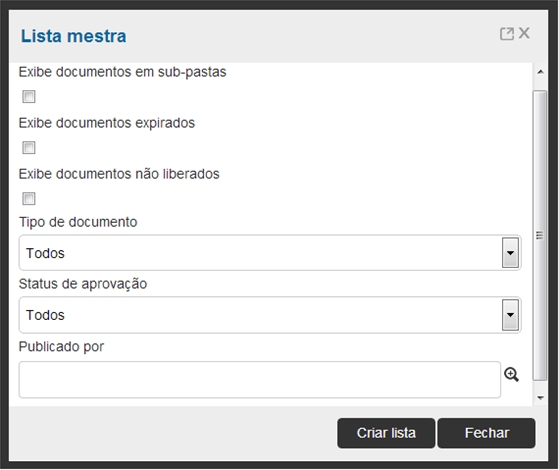 Lista mestra
Exibe documentos em sub-pastas
Exibe documentos expirados
Exibe documentos não liberados
Tipo de documento
Todos
Status de aprovação
Todos
Publicado por
Criar lista Fechar